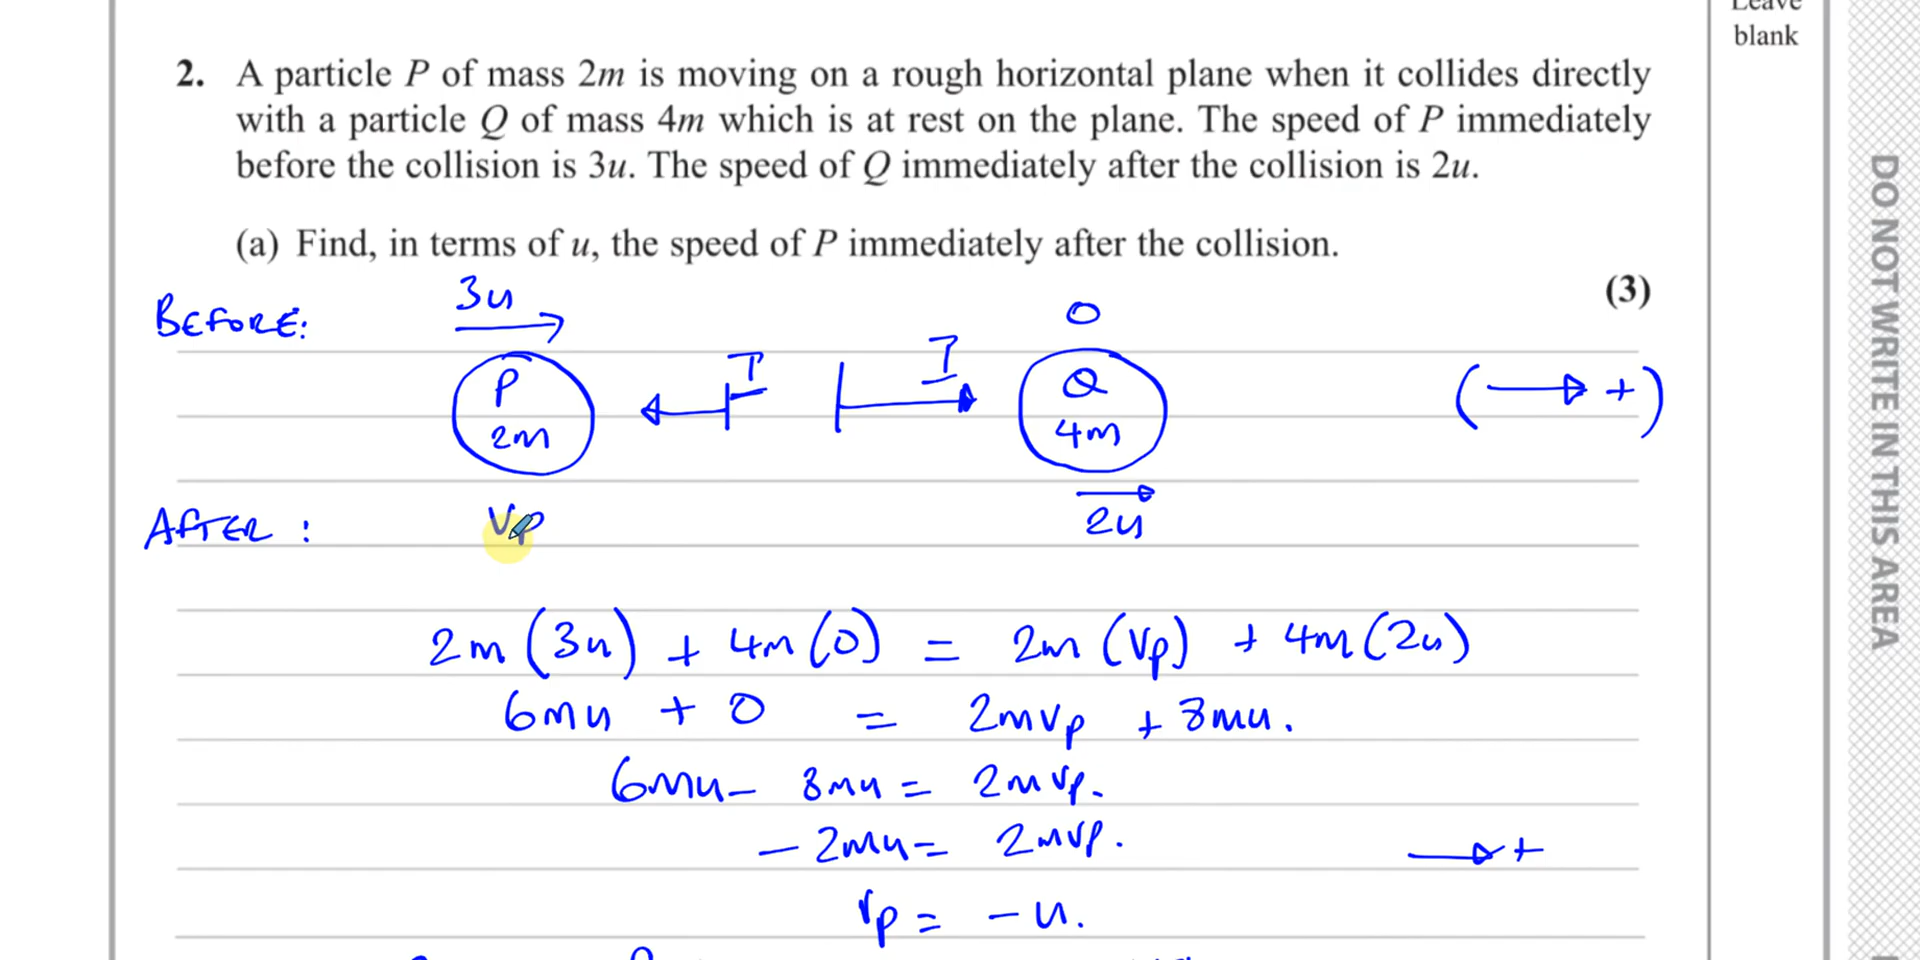 Leave
blank
2. A particle P of mass 2m is moving on a rough horizontal plane when it collides directly
with a particle Q of mass 4m which is at rest on the plane. The speed of P immediately
before the collision is 3u. The speed of Q immediately after the collision is 2u.
(a) Find, in terms of u, the speed of P immediately after the collision.
(3)
BEFORE: 3u 0
P I I Q (→ +)
2m 4m
AFTER: Vp 2u
2m (3u) + 4m (0) = 2m (Vp) + 4m (2u)
6mu + 0 = 2mVp + 8mu.
6mu - 8mu = 2mVp.
- 2mu = 2mVp. → +
Vp = - u.
DO NOT WRITE IN THIS AREA